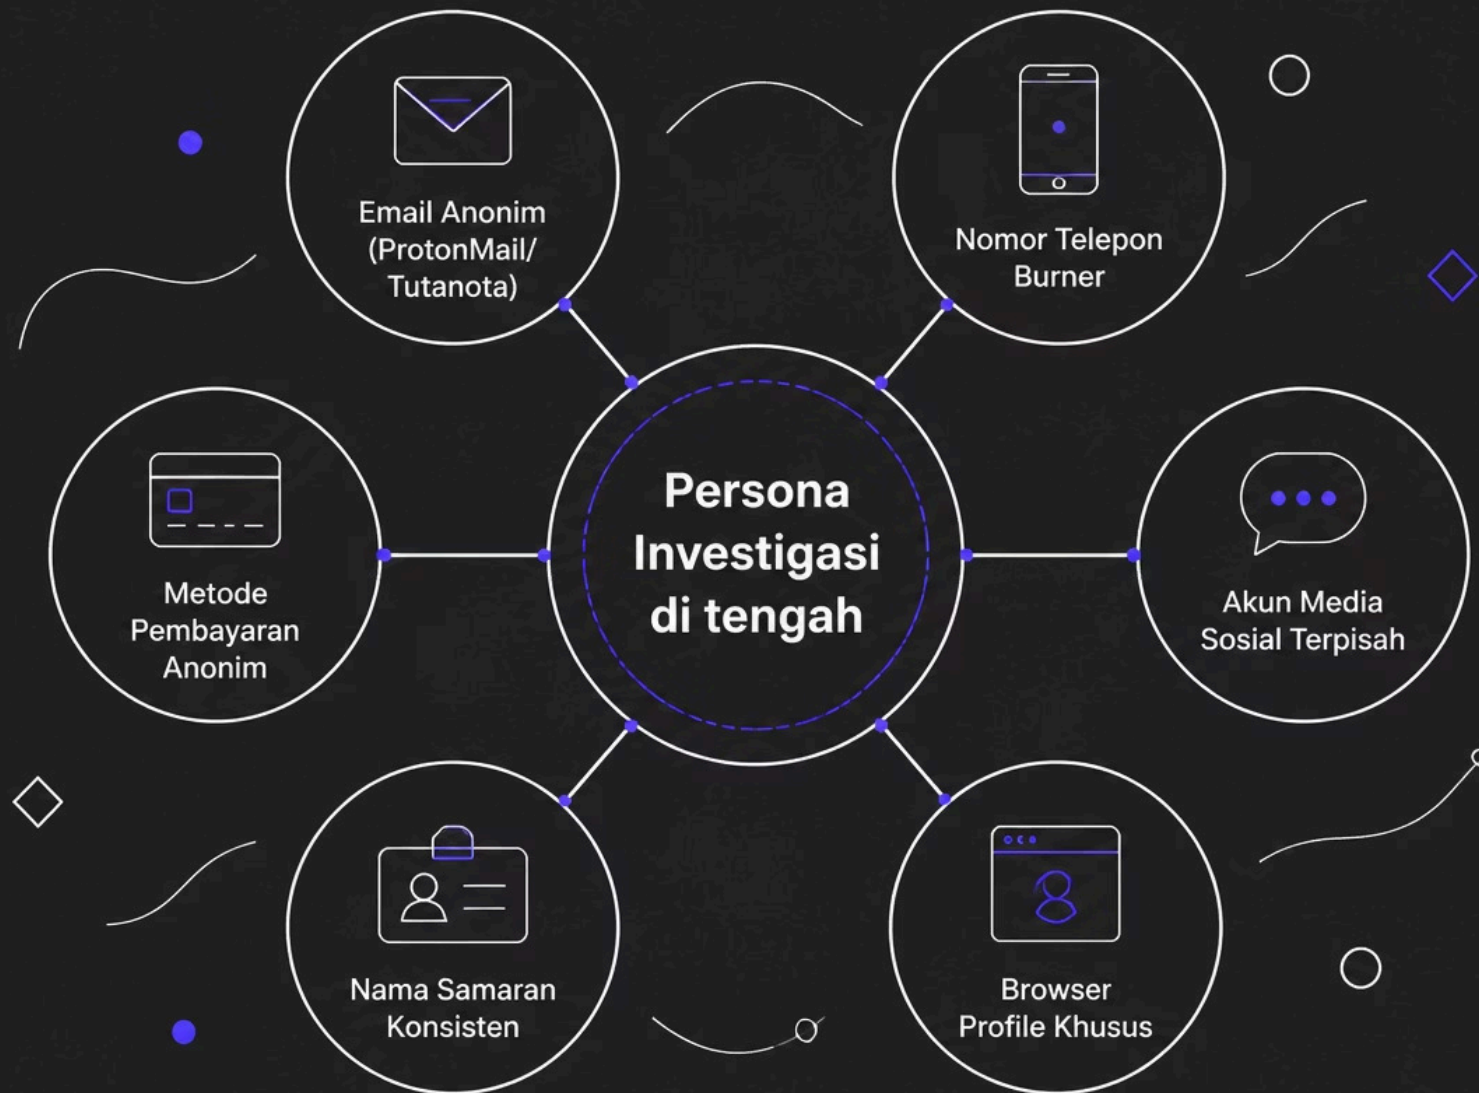 Email Anonim
(ProtonMail/
Tutanota)
Nomor Telepon
Burner
Metode
Pembayaran
Anonim
Persona
Investigasi
di tengah
Akun Media
Sosial Terpisah
Nama Samaran
Konsisten
Browser
Profile Khusus